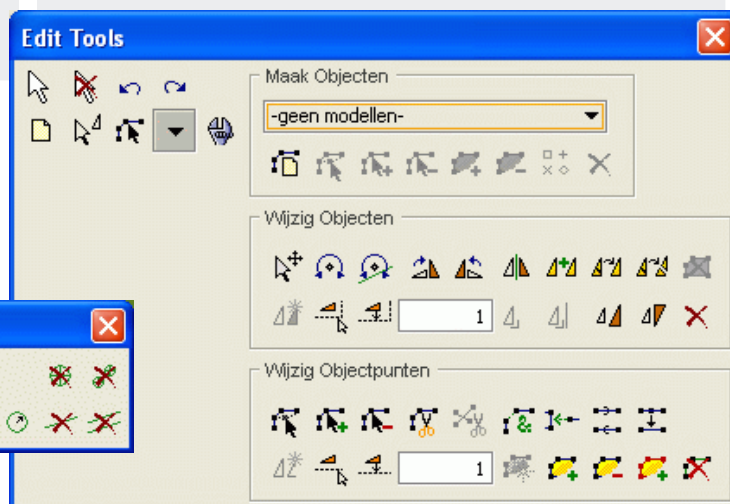 Edit Tools
Maak Objecten
-geen modellen-
Wijzig Objecten
1
Wijzig Objectpunten
1